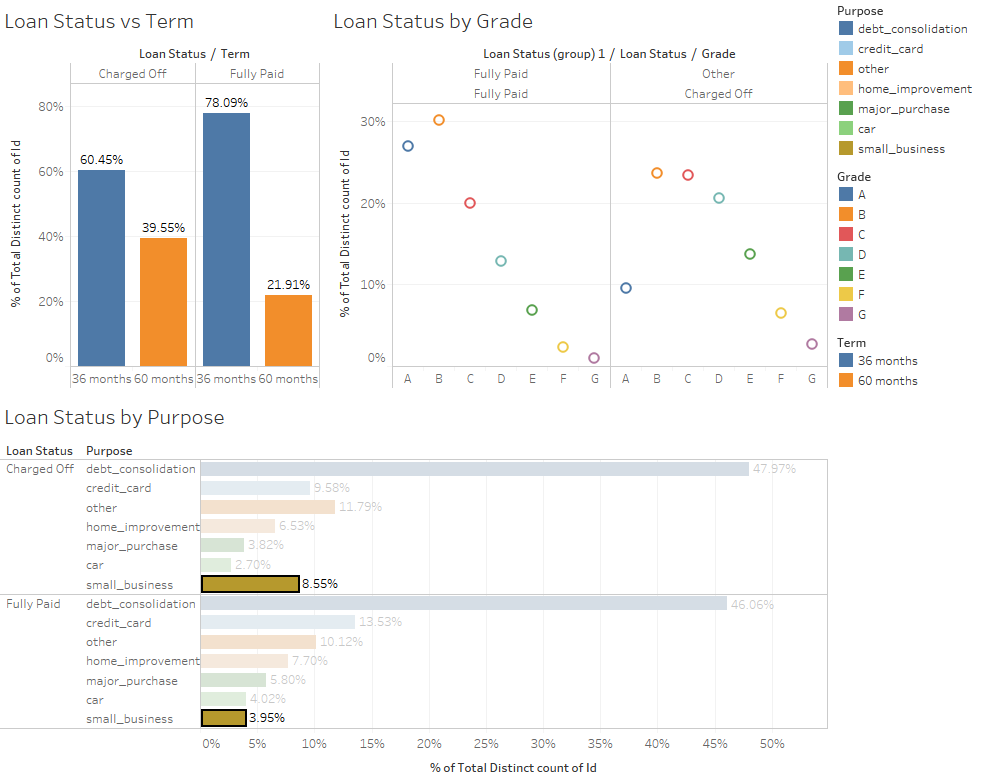 Loan Status vs Term
Loan Status / Term
Charged Off Fully Paid
% of Total Distinct count of Id
80%
60%
40%
20%
0%
60.45%
39.55%
78.09%
21.91%
36 months 60 months 36 months 60 months
Loan Status by Grade
Loan Status (group) 1 / Loan Status / Grade
Fully Paid Other
Fully Paid Charged Off
% of Total Distinct count of Id
30%
20%
10%
0%
A B C D E F G A B C D E F G
Purpose
debt_consolidation
credit_card
other
home_improvement
major_purchase
car
small_business
Grade
A
B
C
D
E
F
G
Term
36 months
60 months
Loan Status by Purpose
Loan Status Purpose
Charged Off debt_consolidation 47.97%
credit_card 9.58%
other 11.79%
home_improvement 6.53%
major_purchase 3.82%
car 2.70%
small_business 8.55%
Fully Paid debt_consolidation 46.06%
credit_card 13.53%
other 10.12%
home_improvement 7.70%
major_purchase 5.80%
car 4.02%
small_business 3.95%
0% 5% 10% 15% 20% 25% 30% 35% 40% 45% 50%
% of Total Distinct count of Id